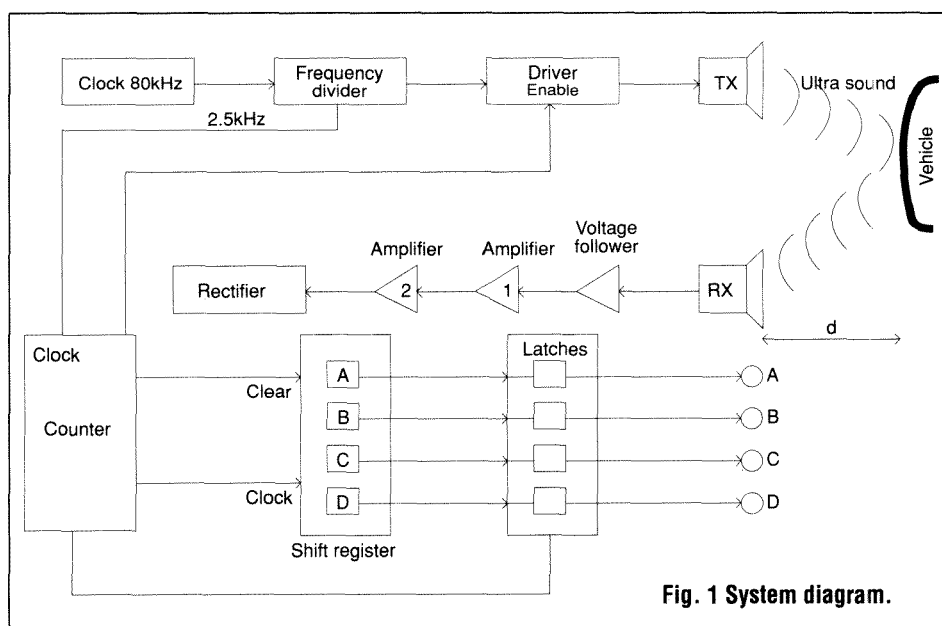 Clock 80kHz
Frequency
divider
Driver
Enable
TX
Ultra sound
Vehicle
2.5kHz
Amplifier
Amplifier
Voltage
follower
Rectifier
2
1
RX
d
Clock
Counter
Clear
Clock
A
B
C
D
Shift register
Latches
A
B
C
D
Fig. 1 System diagram.